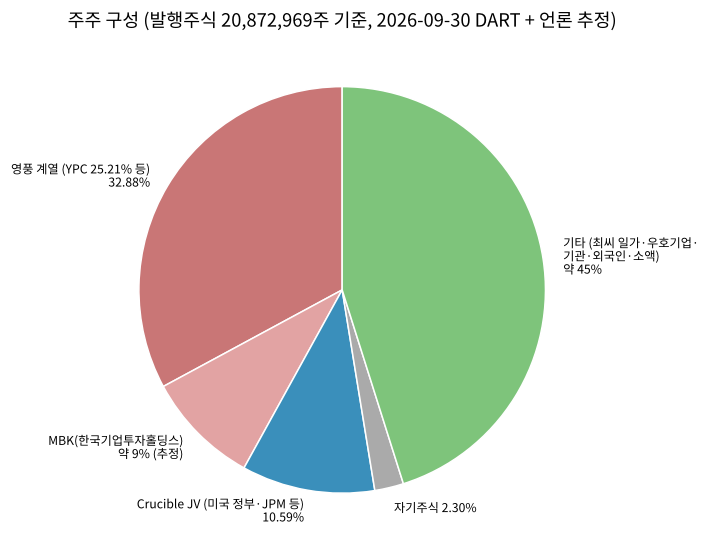 주주 구성 (발행주식 20,872,969주 기준, 2026-09-30 DART + 언론 추정)
영풍 계열 (YPC 25.21% 등)
32.88%
기타 (최씨 일가·우호기업·
기관·외국인·소액)
약 45%
MBK(한국기업투자홀딩스)
약 9% (추정)
Crucible JV (미국 정부·JPM 등)
10.59%
자기주식 2.30%